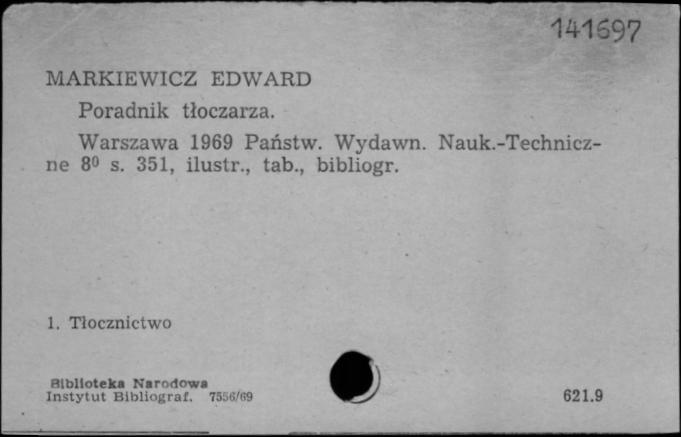 141697
MARKIEWICZ EDWARD
Poradnik tłoczarza.
Warszawa 1969 Państw. Wydawn. Nauk.-Technicz-
ne 8⁰ s. 351, ilustr., tab., bibliogr.
1. Tłocznictwo
Biblioteka Narodowa
Instytut Bibliograf. 7556/69
621.9